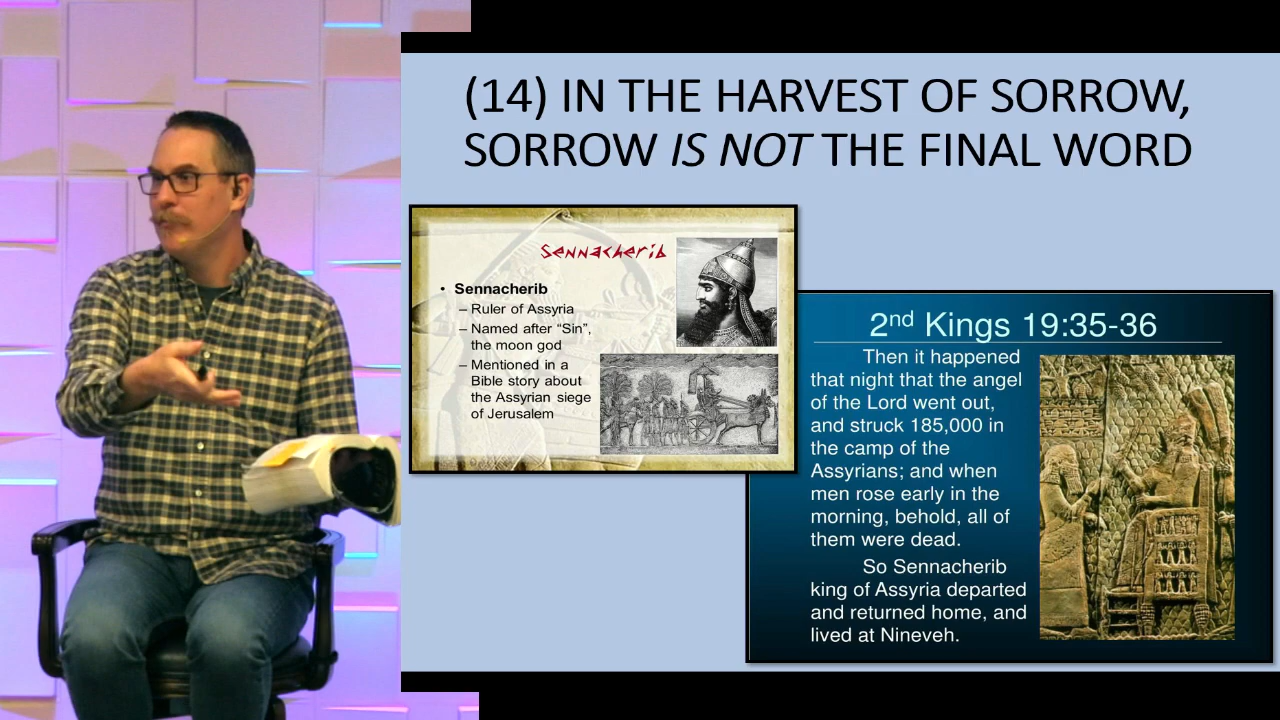 (14) IN THE HARVEST OF SORROW,
SORROW IS NOT THE FINAL WORD
Sennacherib
• Sennacherib
– Ruler of Assyria
– Named after “Sin”,
the moon god
– Mentioned in a
Bible story about
the Assyrian siege
of Jerusalem
2nd Kings 19:35-36
Then it happened
that night that the angel
of the Lord went out,
and struck 185,000 in
the camp of the
Assyrians; and when
men rose early in the
morning, behold, all of
them were dead.
So Sennacherib
king of Assyria departed
and returned home, and
lived at Nineveh.